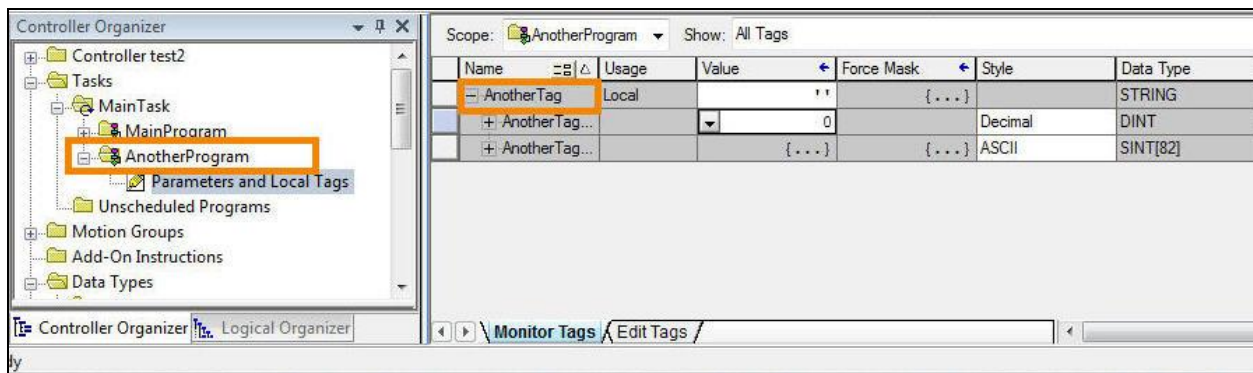 Controller Organizer
Controller test2
Tasks
MainTask
MainProgram
AnotherProgram
Parameters and Local Tags
Unscheduled Programs
Motion Groups
Add-On Instructions
Data Types
Controller Organizer Logical Organizer
Scope: AnotherProgram Show: All Tags
Name Usage Value Force Mask Style Data Type
AnotherTag Local '' {...} STRING
AnotherTag... 0 Decimal DINT
AnotherTag... {...} {...} ASCII SINT[82]
Monitor Tags Edit Tags